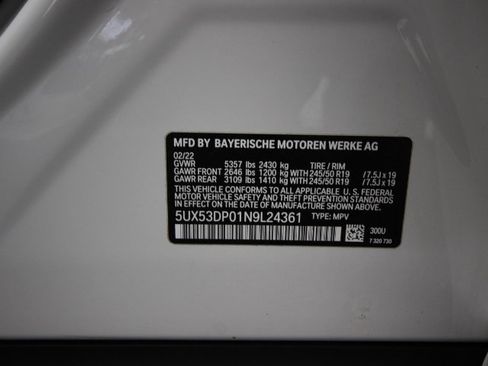 MFD BY BAYERISCHE MOTOREN WERKE AG
02/22
GVWR 5357 lbs 2430 kg TIRE / RIM
GAWR FRONT 2646 lbs 1200 KG WITH 245/50 R19 /7.5J x 19
GAWR REAR 3109 lbs 1410 KG WITH 245/50 R19 /7.5J x 19
THIS VEHICLE CONFORMS TO ALL APPLICABLE U.S. FEDERAL
MOTOR VEHICLE SAFETY AND THEFT PREVENTION STANDARDS
IN EFFECT ON THE DATE OF MANUFACTURE SHOWN ABOVE.
5UX53DP01N9L24361 TYPE: MPV
300U
7 320 730